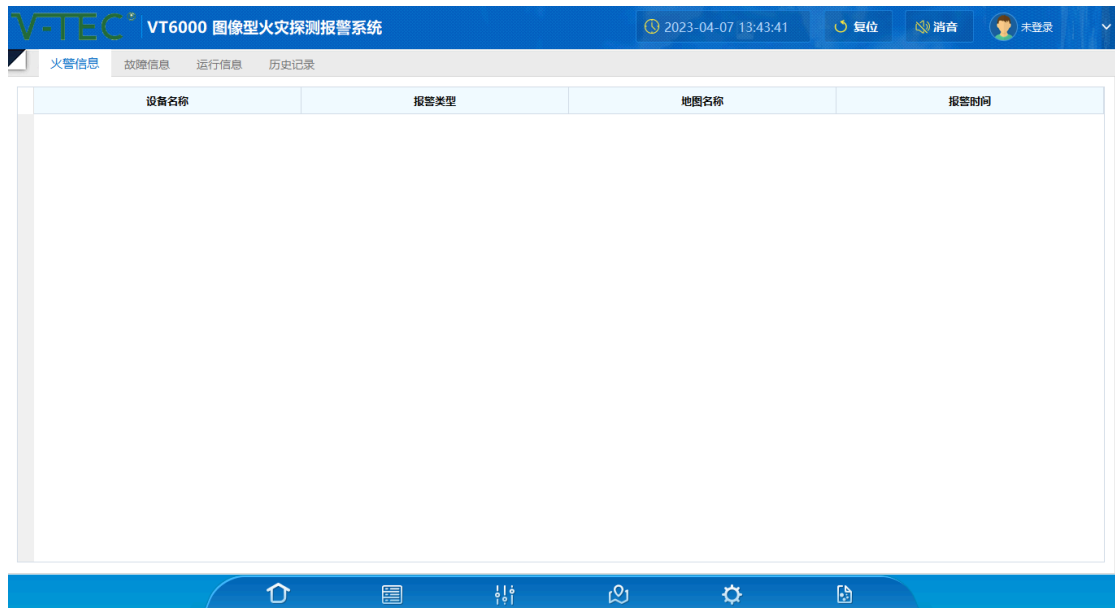 V-TEC VT6000 图像型火灾探测报警系统 2023-04-07 13:43:41 复位 消音 未登录
火警信息 故障信息 运行信息 历史记录
设备名称 报警类型 地图名称 报警时间